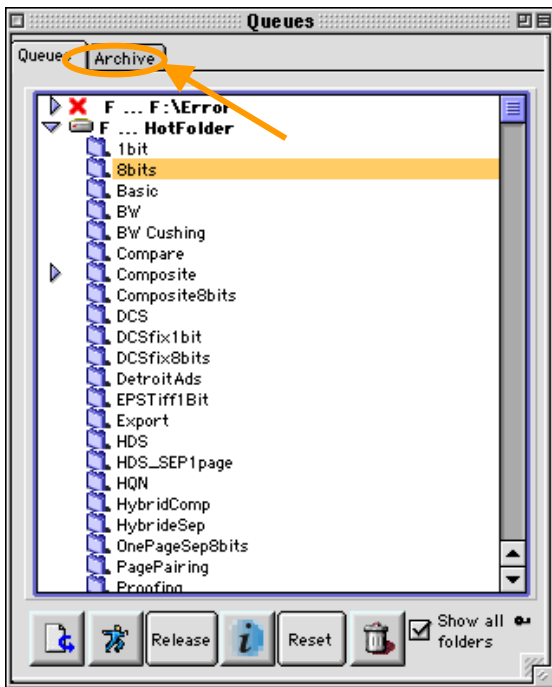 Queues
Queues Archive
F ... F:\Error
F ... HotFolder
1bit
8bits
Basic
BW
BW Cushing
Compare
Composite
Composite8bits
DCS
DCSfix1bit
DCSfix8bits
DetroitAds
EPSTiff1Bit
Export
HDS
HDS_SEP1page
HQN
HybridComp
HybrideSep
OnePageSep8bits
PagePairing
Proofing
Release
i
Reset
Show all
folders